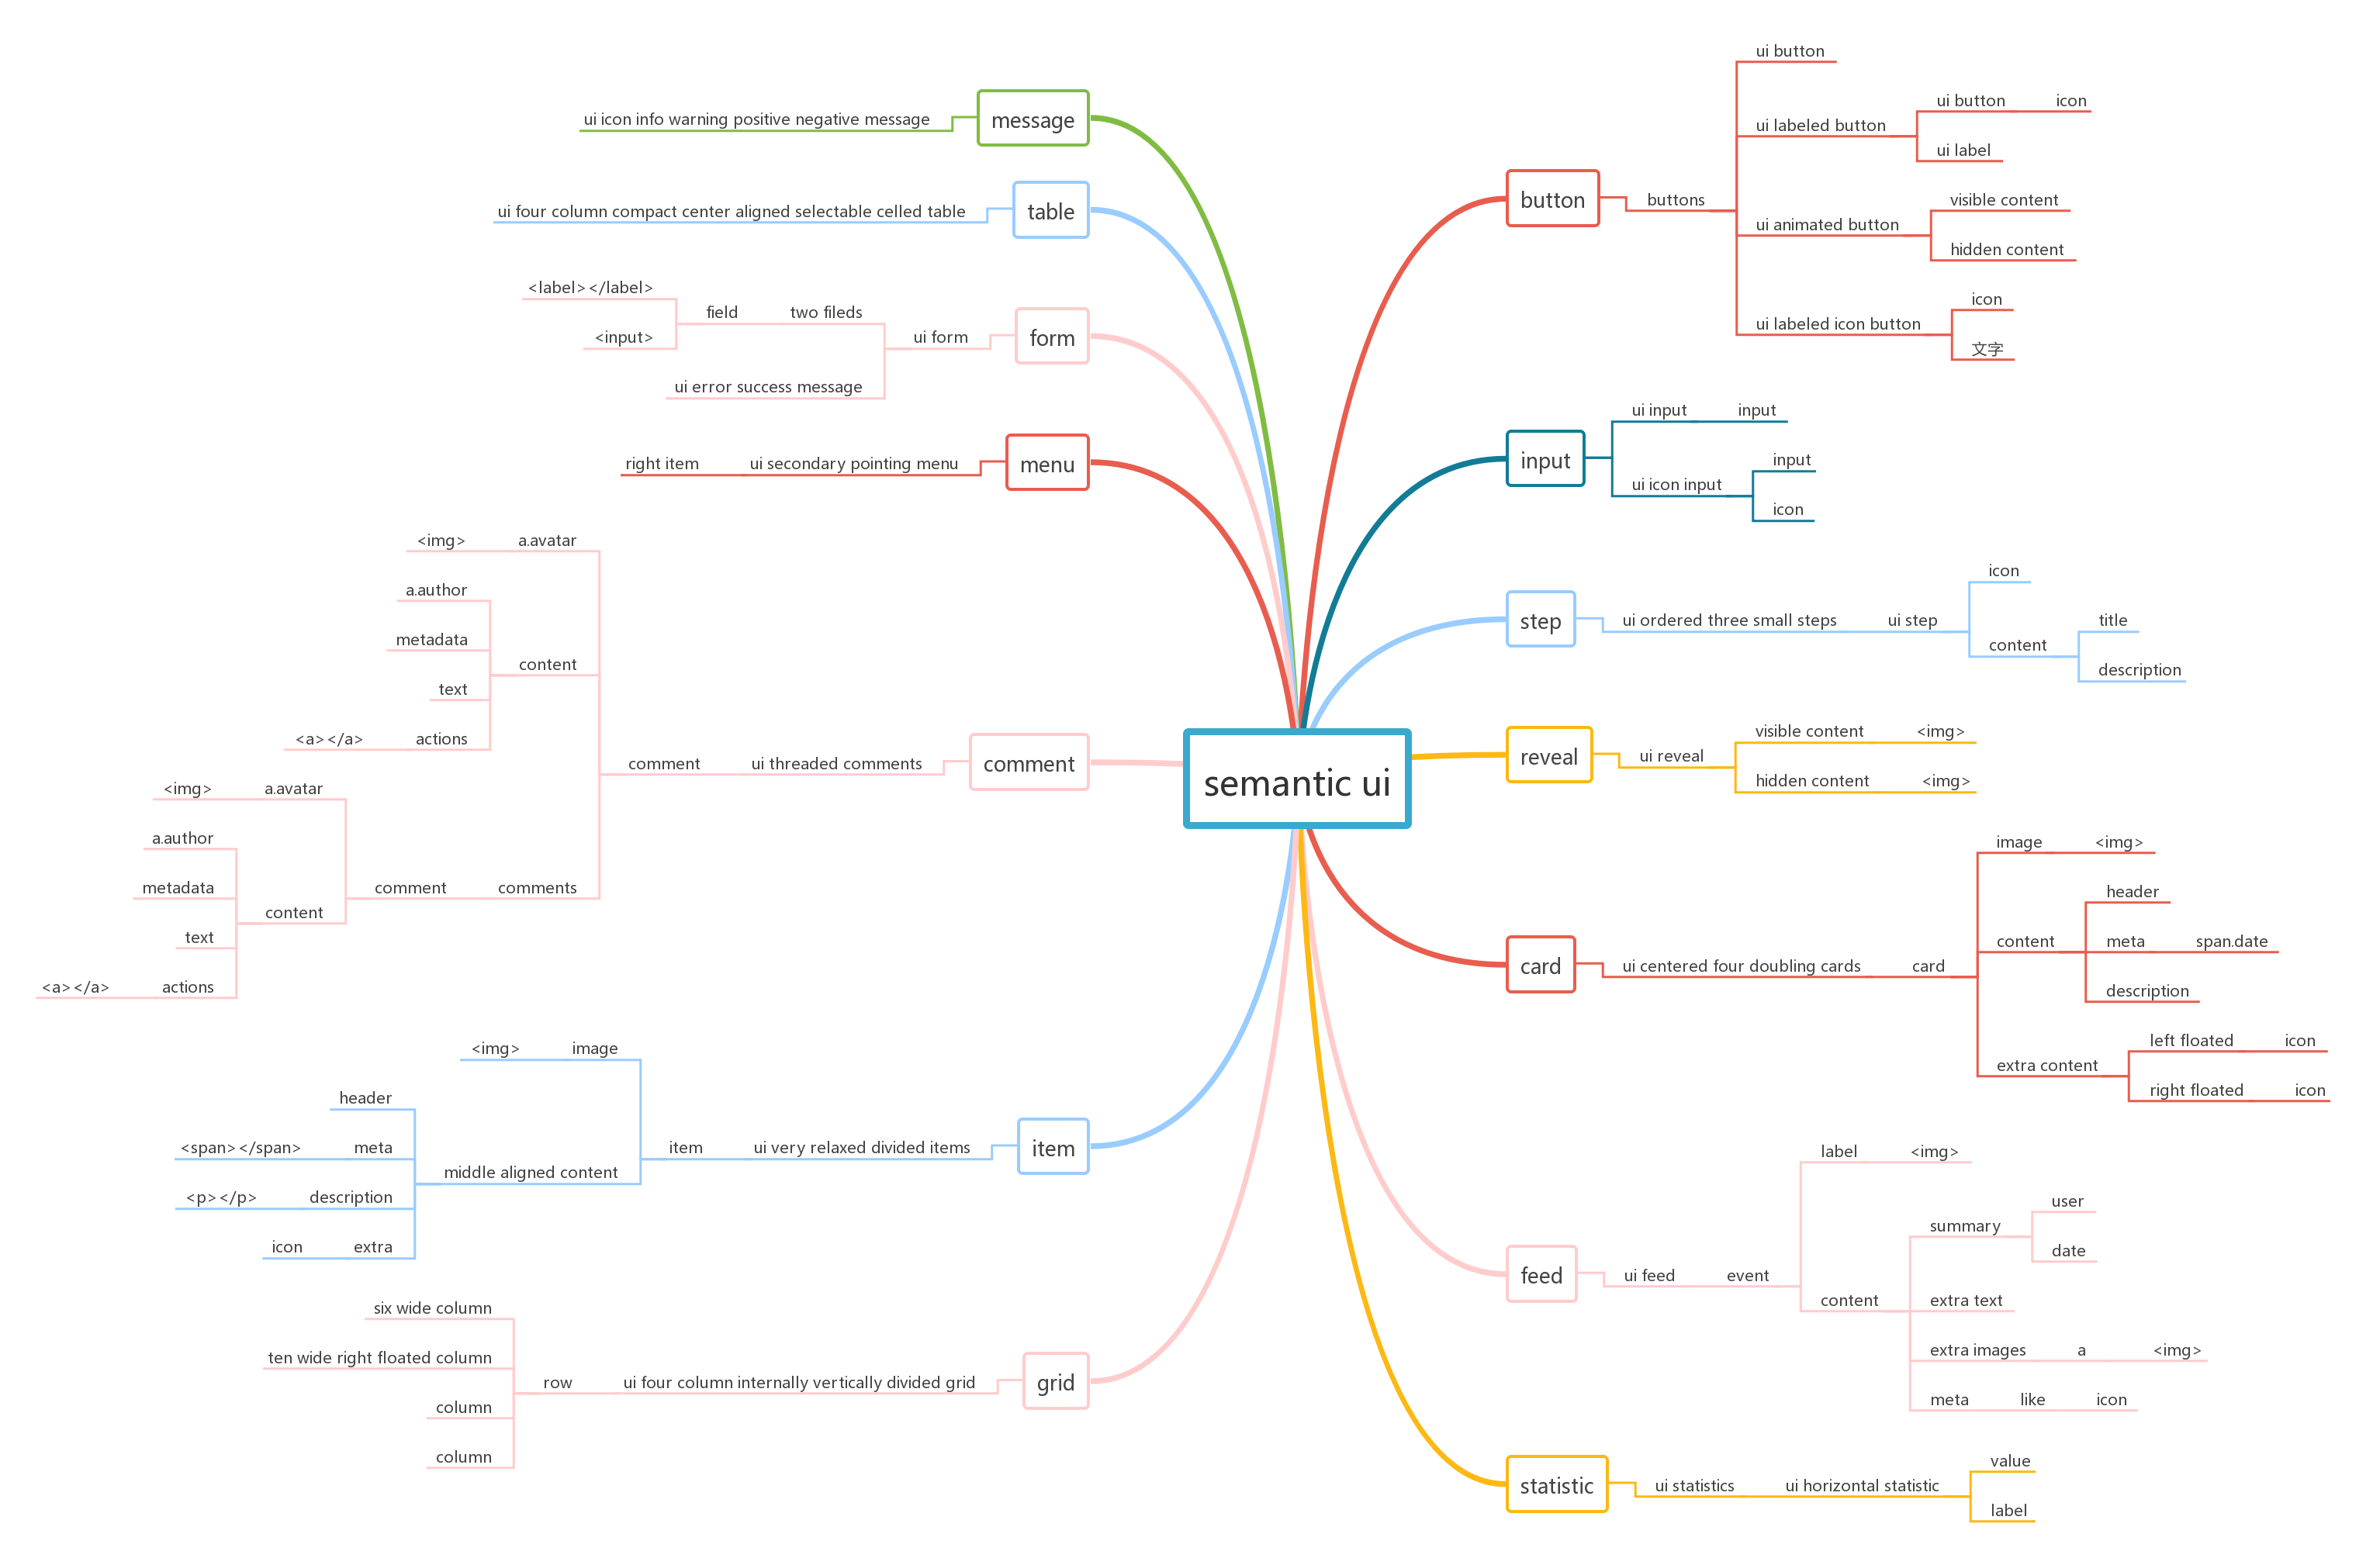 semantic ui
button
buttons
ui button
ui labeled button
ui button
icon
ui label
ui animated button
visible content
hidden content
ui labeled icon button
icon
文字
input
ui input
input
ui icon input
input
icon
step
ui ordered three small steps
ui step
icon
content
title
description
reveal
ui reveal
visible content
<img>
hidden content
<img>
card
ui centered four doubling cards
card
image
<img>
content
header
meta
span.date
description
extra content
left floated
icon
right floated
icon
feed
ui feed
event
label
<img>
content
summary
user
date
extra text
extra images
a
<img>
meta
like
icon
statistic
ui statistics
ui horizontal statistic
value
label
message
ui icon info warning positive negative message
table
ui four column compact center aligned selectable celled table
form
ui form
two fileds
field
<label></label>
<input>
ui error success message
menu
ui secondary pointing menu
right item
comment
ui threaded comments
comment
a.avatar
<img>
content
a.author
metadata
text
actions
<a></a>
comments
comment
a.avatar
<img>
content
a.author
metadata
text
actions
<a></a>
item
ui very relaxed divided items
item
image
<img>
middle aligned content
header
meta
<span></span>
description
<p></p>
extra
icon
grid
ui four column internally vertically divided grid
row
six wide column
ten wide right floated column
column
column